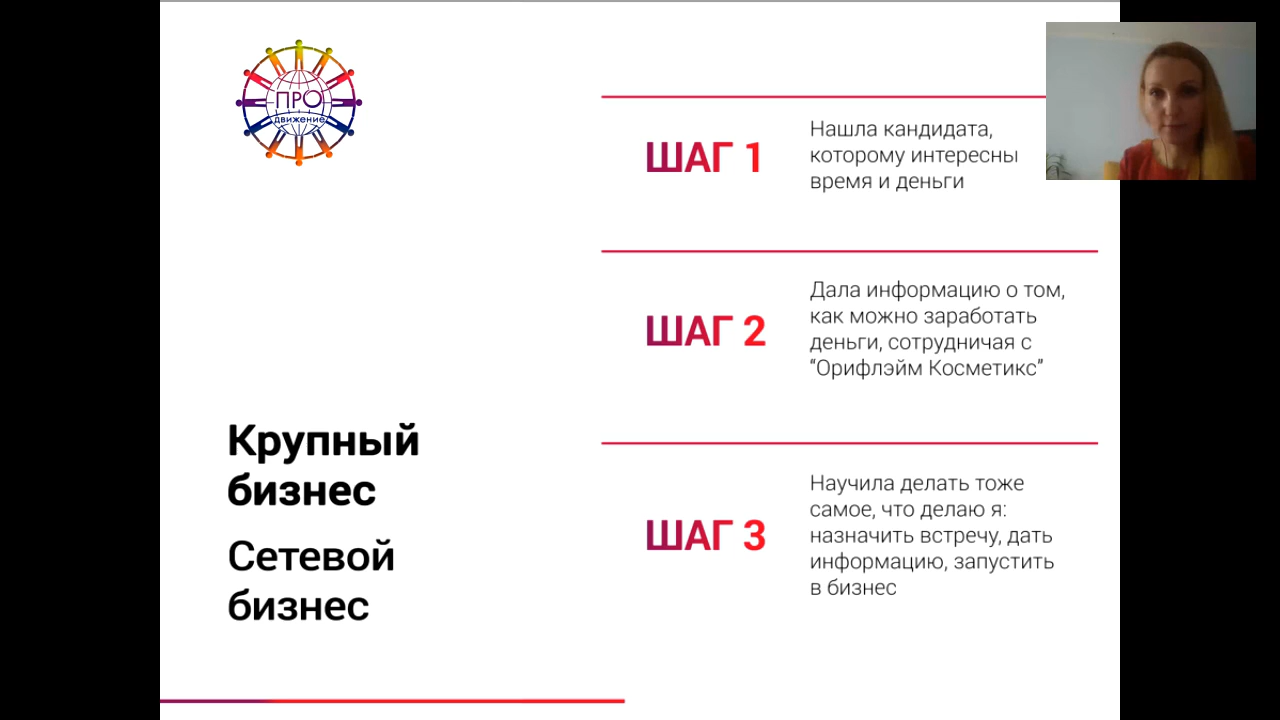 ПРО
движение
Крупный
бизнес
Сетевой
бизнес
ШАГ 1
Нашла кандидата,
которому интересны
время и деньги
ШАГ 2
Дала информацию о том,
как можно заработать
деньги, сотрудничая с
“Орифлэйм Косметикс”
ШАГ 3
Научила делать тоже
самое, что делаю я:
назначить встречу, дать
информацию, запустить
в бизнес